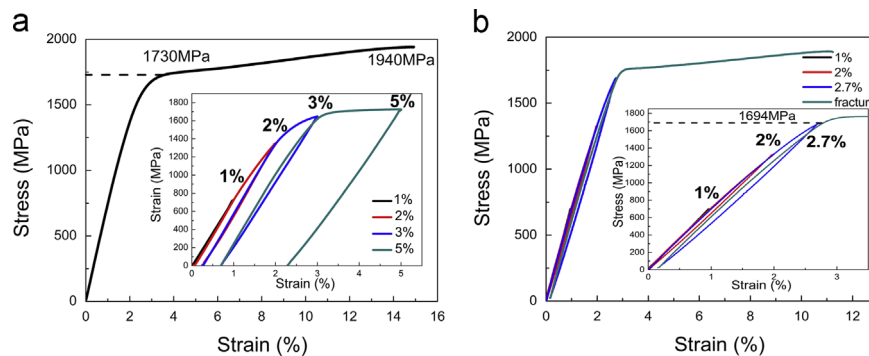 a
2000
1500
1000
500
0
Stress (MPa)
0 2 4 6 8 10 12 14 16
Strain (%)
1730MPa
1940MPa
1800
1600
1400
1200
1000
800
600
400
200
0
Strain (MPa)
0 1 2 3 4 5
Strain (%)
1%
2%
3%
5%
1%
2%
3%
5%
b
2000
1500
1000
500
0
Stress (MPa)
0 2 4 6 8 10 12
Strain (%)
1%
2%
2.7%
fractur
1800
1600
1400
1200
1000
800
600
400
200
0
Stress (MPa)
0 1 2 3
Strain (%)
1694MPa
1%
2%
2.7%